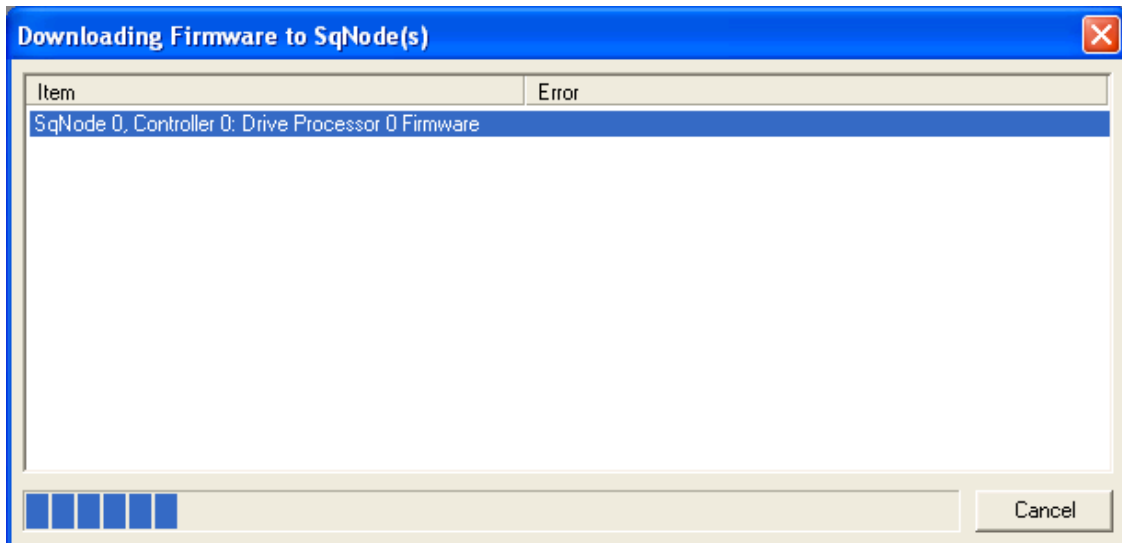 Downloading Firmware to SqNode(s)
Item Error
SqNode 0, Controller 0: Drive Processor 0 Firmware
Cancel